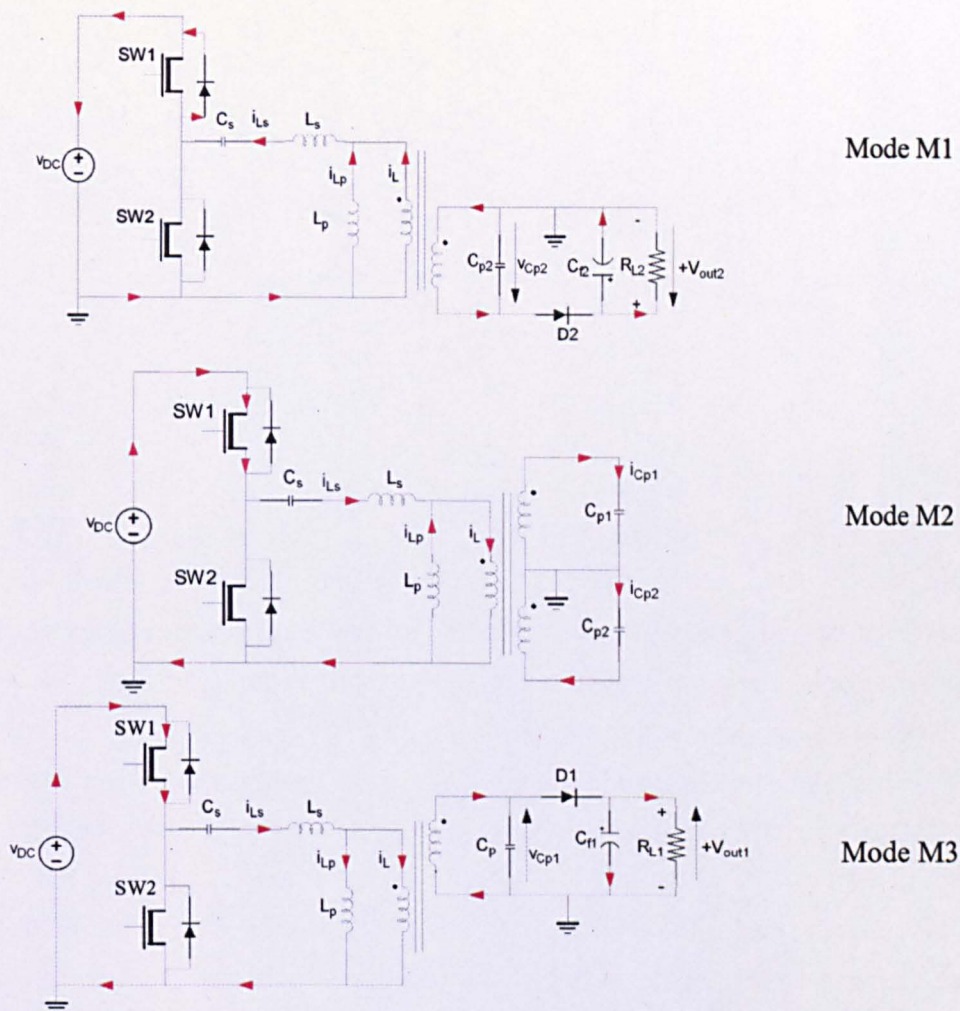 SW1
Cs iLs Ls
Mode M1
vDC
+
-
iLp iL
SW2
Lp
Cp2 vCp2 Cf2 RL2 +Vout2
-
+
+
D2
SW1
Cs iLs Ls
iCp1
vDC
+
-
Cp1
Mode M2
iLp iL
SW2
Lp
iCp2
Cp2
SW1
D1
Cs iLs Ls
+
+
vDC
+
-
Cp vCp1 Cf1 RL1 +Vout1
Mode M3
iLp iL
-
SW2
Lp